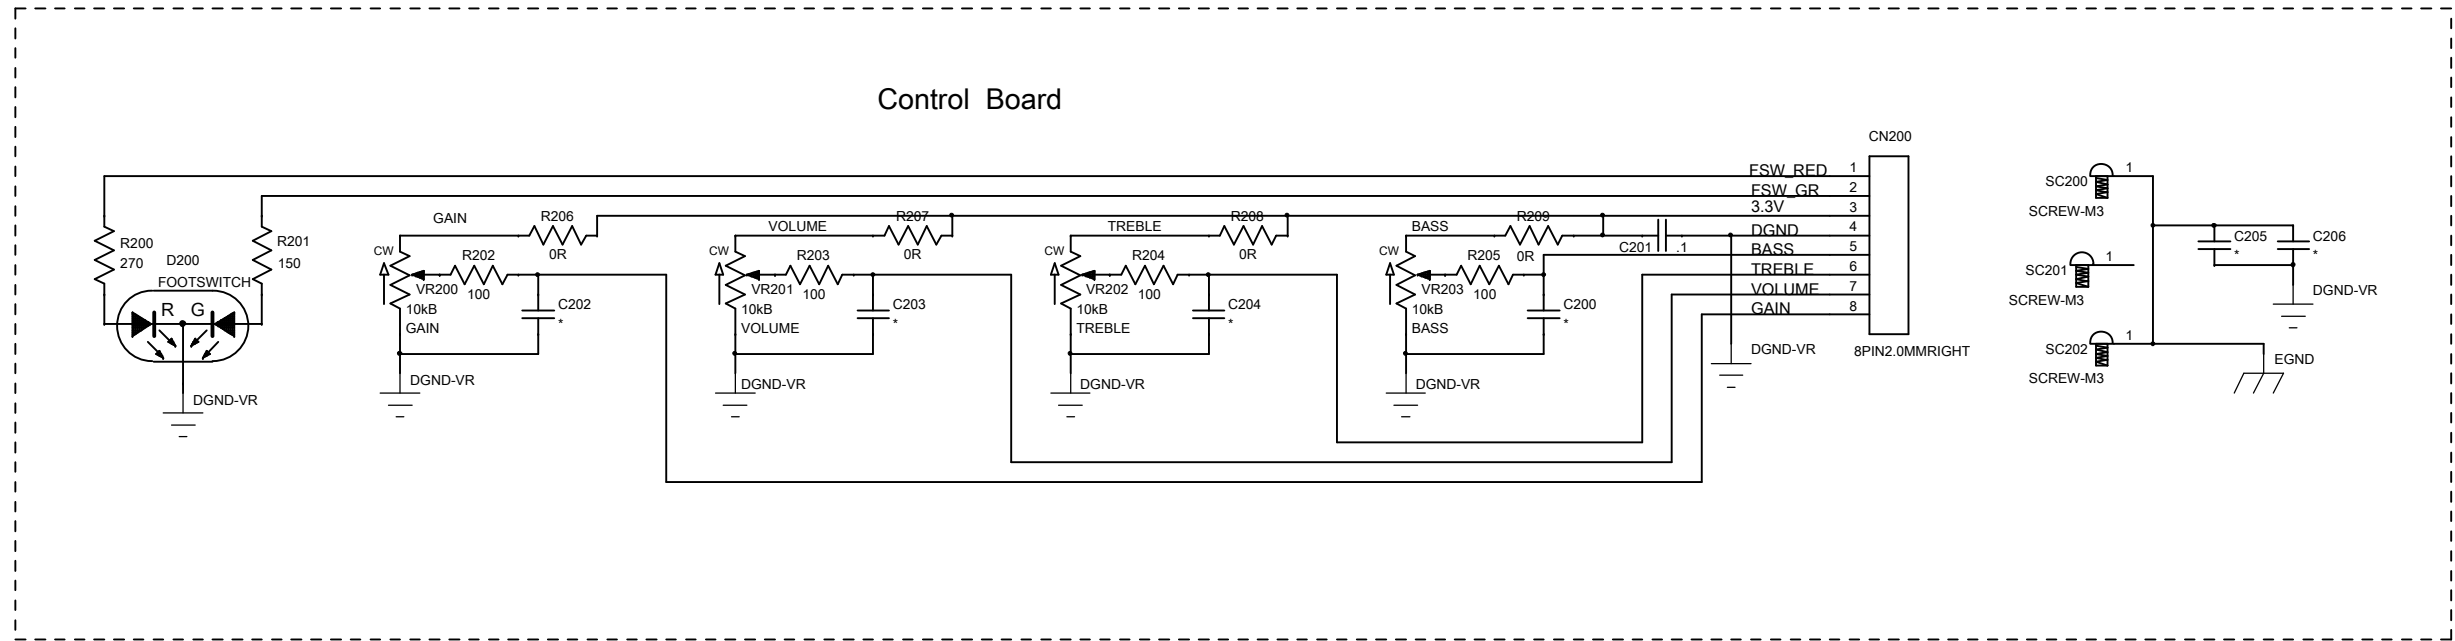 Control Board
CN200
FSW_RED 1
FSW_GR 2
3.3V 3
DGND 4
BASS 5
TREBLE 6
VOLUME 7
GAIN 8
8PIN2.0MMRIGHT
DGND-VR
R200
270
D200
FOOTSWITCH
R201
150
R G
DGND-VR
GAIN
R206
0R
CW
R202
100
VR200
10kB
GAIN
C202
*
DGND-VR
VOLUME
R207
0R
CW
R203
100
VR201
10kB
VOLUME
C203
*
DGND-VR
TREBLE
R208
0R
CW
R204
100
VR202
10kB
TREBLE
C204
*
DGND-VR
BASS
R209
0R
CW
R205
100
VR203
10kB
BASS
C200
*
DGND-VR
C201 .1
SC200
1
SCREW-M3
SC201
1
SCREW-M3
SC202
1
SCREW-M3
C205
*
C206
*
DGND-VR
EGND